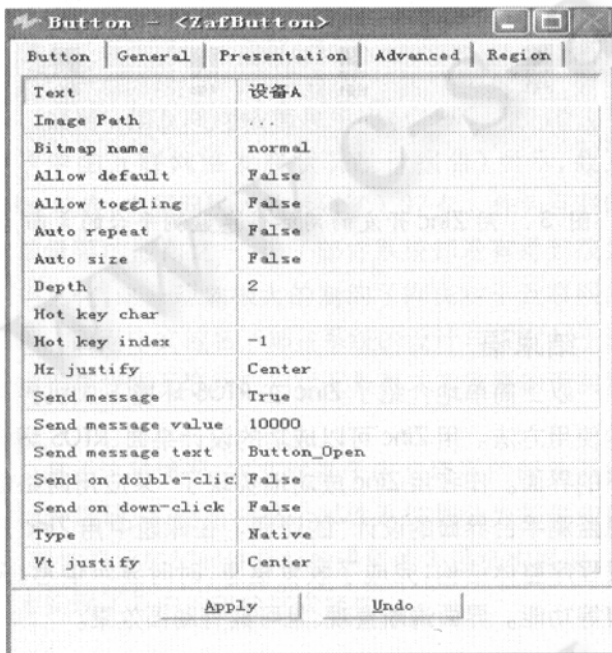 Button - <ZafButton>
Button General Presentation Advanced Region
Text 设备A
Image Path ...
Bitmap name normal
Allow default False
Allow toggling False
Auto repeat False
Auto size False
Depth 2
Hot key char
Hot key index -1
Hz justify Center
Send message True
Send message value 10000
Send message text Button_Open
Send on double-clic False
Send on down-click False
Type Native
Vt justify Center
Apply Undo
www.c-s-